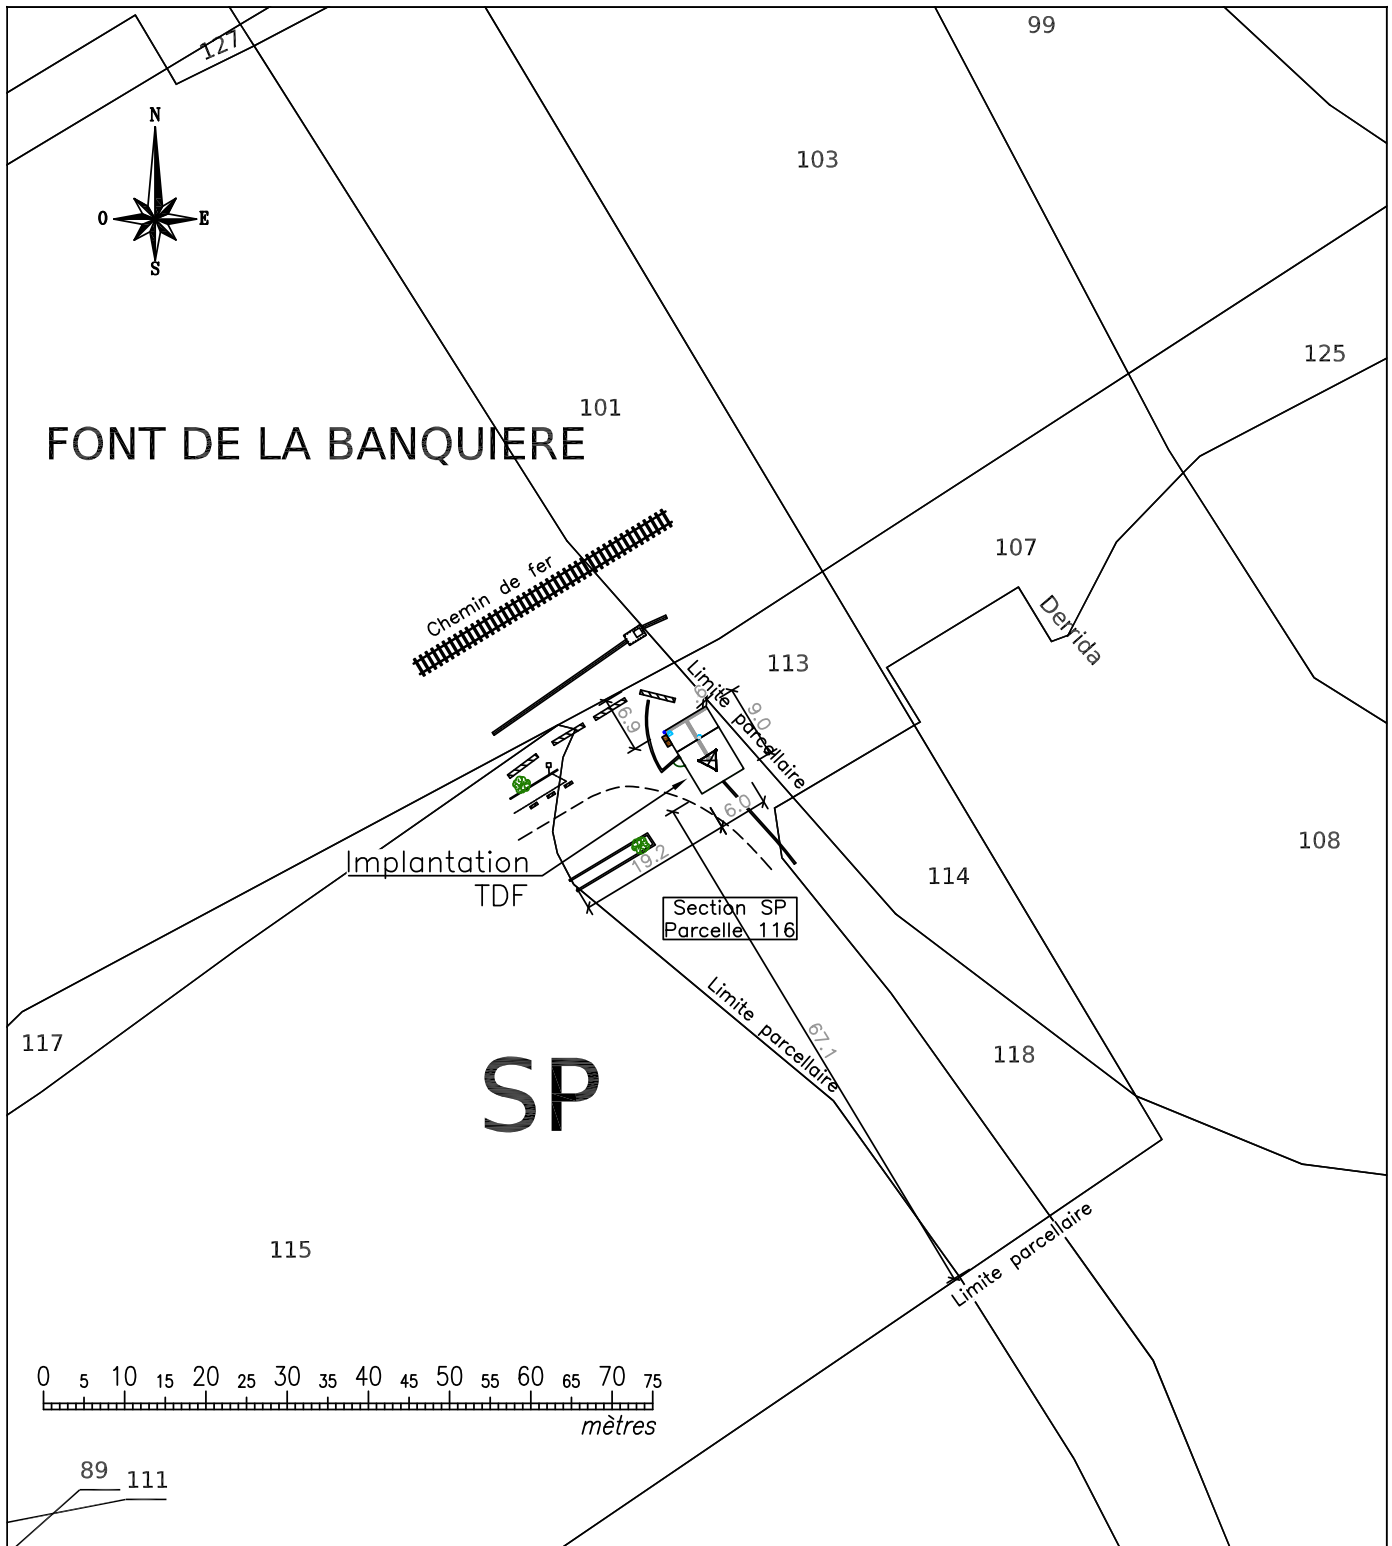 99
127
N
103
O
E
S
125
101
FONT DE LA BANQUIERE
107
Chemin de fer
Derrida
113
Limite parcellaire
6.9
9.0
6.0
108
Implantation
TDF
19.2
114
Section SP
Parcelle 116
Limite parcellaire
67.1
117
118
SP
115
Limite parcellaire
0 5 10 15 20 25 30 35 40 45 50 55 60 65 70 75
mètres
89
111